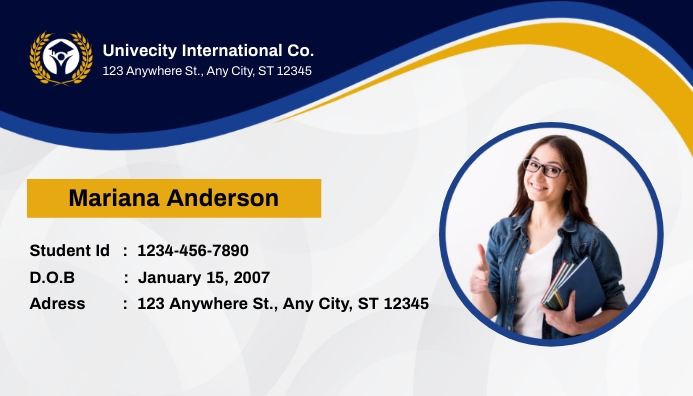 Univecity International Co.
123 Anywhere St., Any City, ST 12345
Mariana Anderson
Student Id : 1234-456-7890
D.O.B : January 15, 2007
Adress : 123 Anywhere St., Any City, ST 12345